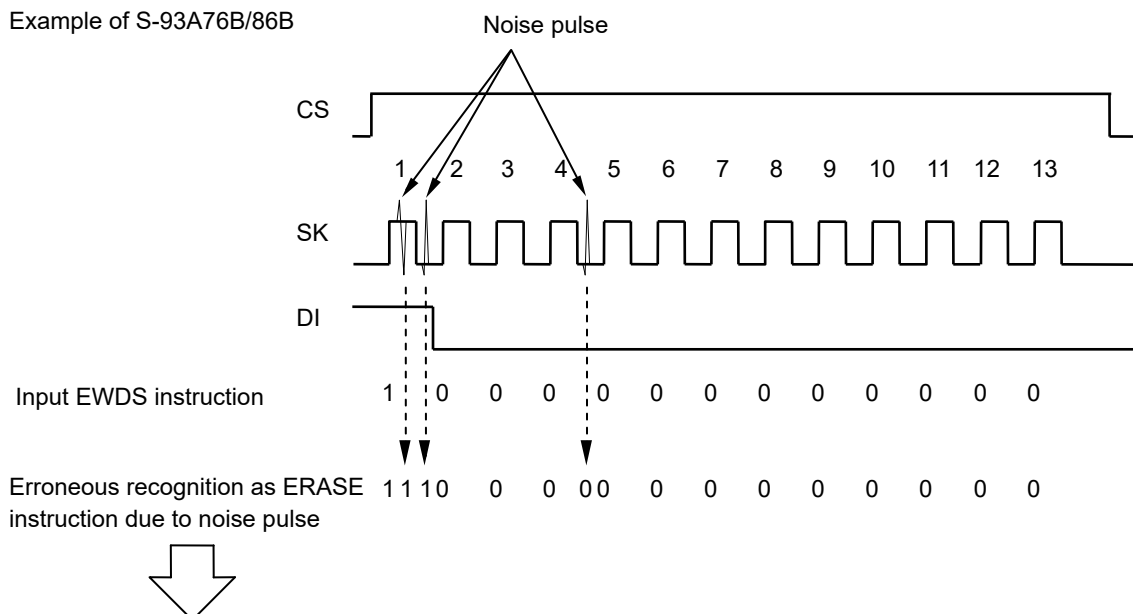 Example of S-93A76B/86B
Noise pulse
CS
1 2 3 4 5 6 7 8 9 10 11 12 13
SK
DI
Input EWDS instruction 1 0 0 0 0 0 0 0 0 0 0 0 0
Erroneous recognition as ERASE 1 1 1 0 0 0 0 0 0 0 0 0 0 0 0 0
instruction due to noise pulse